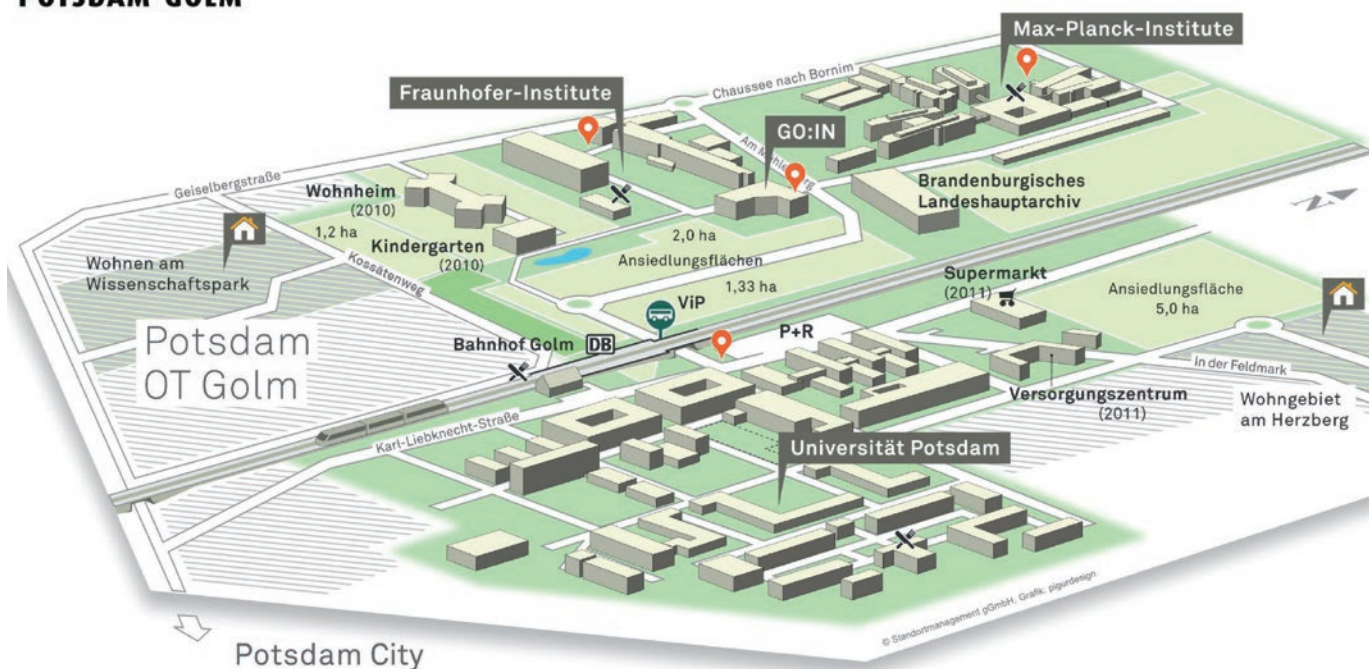 POTSDAM-GOLM
Max-Planck-Institute
Chaussee nach Bornim
Fraunhofer-Institute
GO:IN
Am Mühlenberg
Geiselbergstraße
Wohnheim
(2010)
Brandenburgisches
Landeshauptarchiv
N
1,2 ha
Kindergarten
(2010)
2,0 ha
Ansiedlungsflächen
Wohnen am
Wissenschaftspark
Kossätenweg
1,33 ha
Supermarkt
(2011)
Ansiedlungsfläche
5,0 ha
ViP
Potsdam
OT Golm
Bahnhof Golm DB
P+R
In der Feldmark
Versorgungszentrum
(2011)
Wohngebiet
am Herzberg
Karl-Liebknecht-Straße
Universität Potsdam
© Standortmanagement gGmbH, Grafik: pigurdesign
Potsdam City